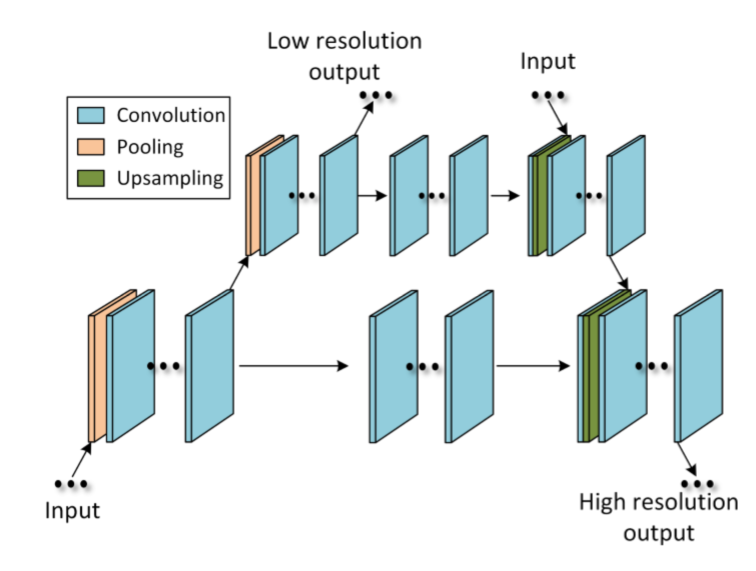 Low resolution
output
Input
Convolution
Pooling
Upsampling
Input
High resolution
output